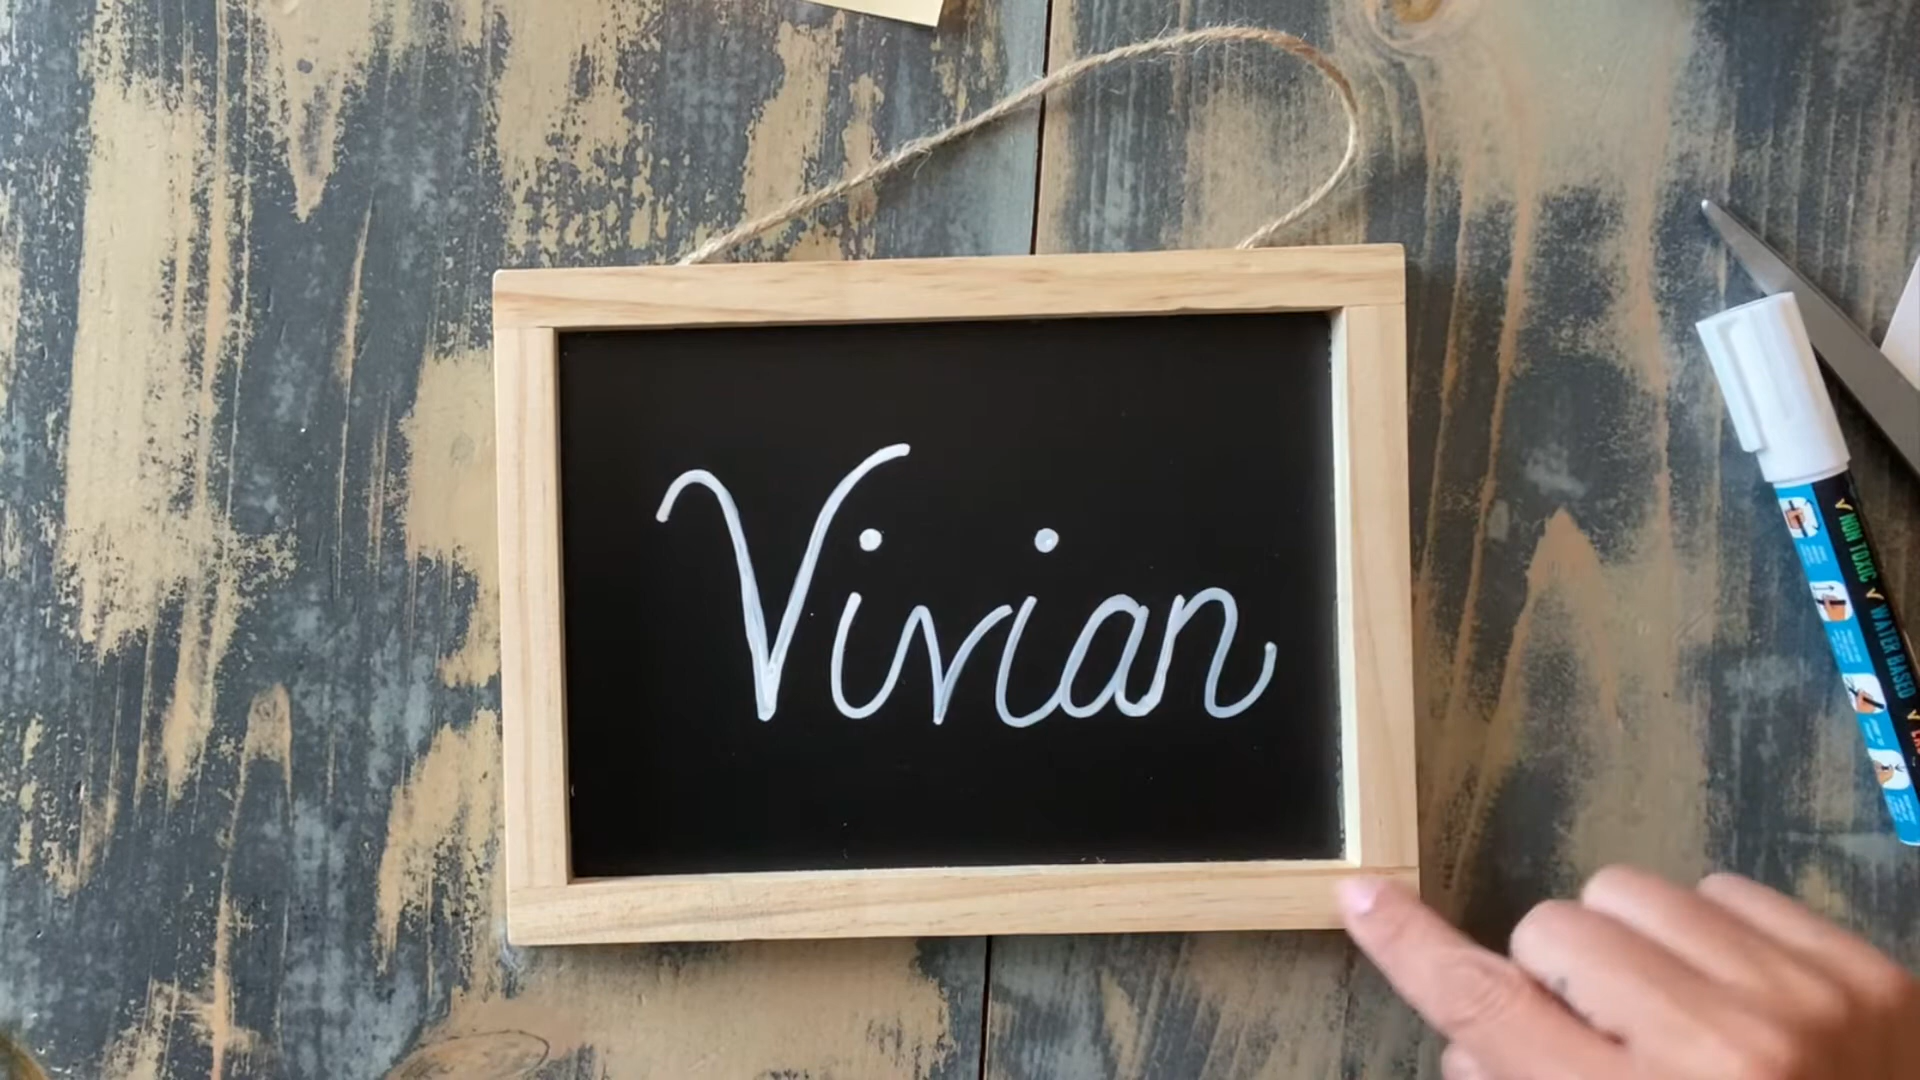 Vivian
✓ NON TOXIC ✓ WATER BASED ✓